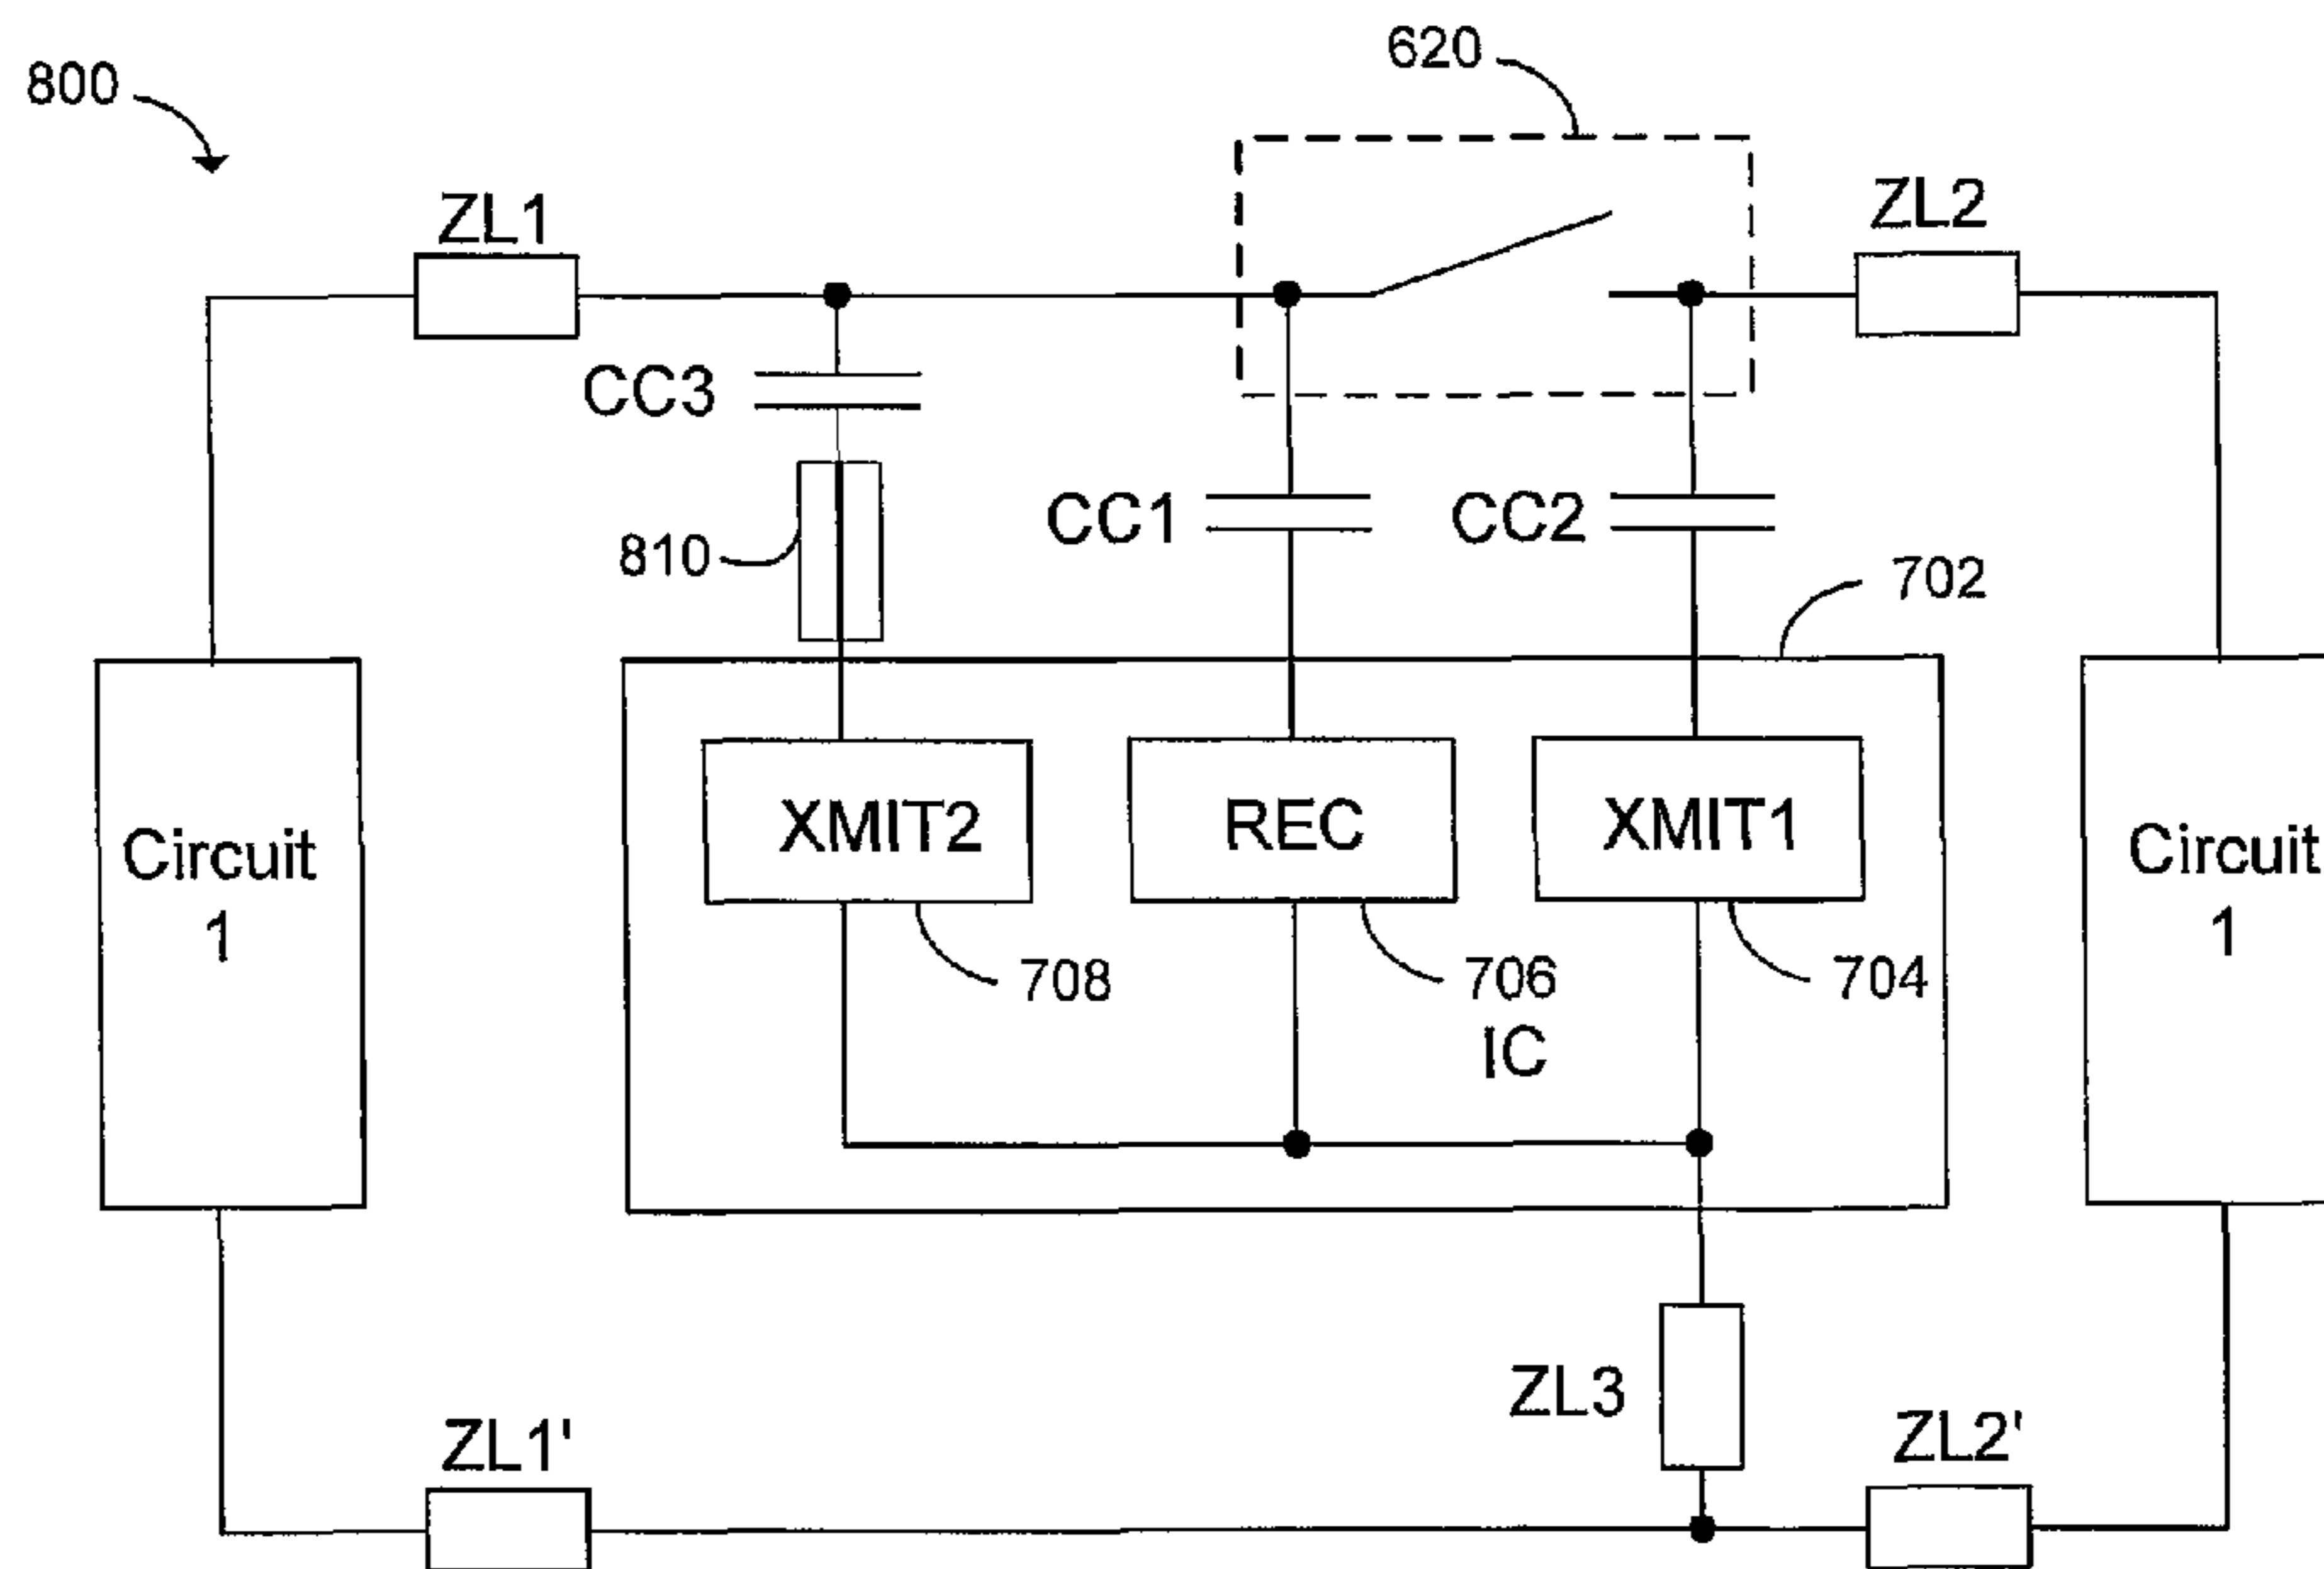 620
800
ZL1
ZL2
CC3
CC1
CC2
810
702
XMIT2
REC
XMIT1
Circuit
1
Circuit
1
708
706
704
IC
ZL3
ZL1'
ZL2'